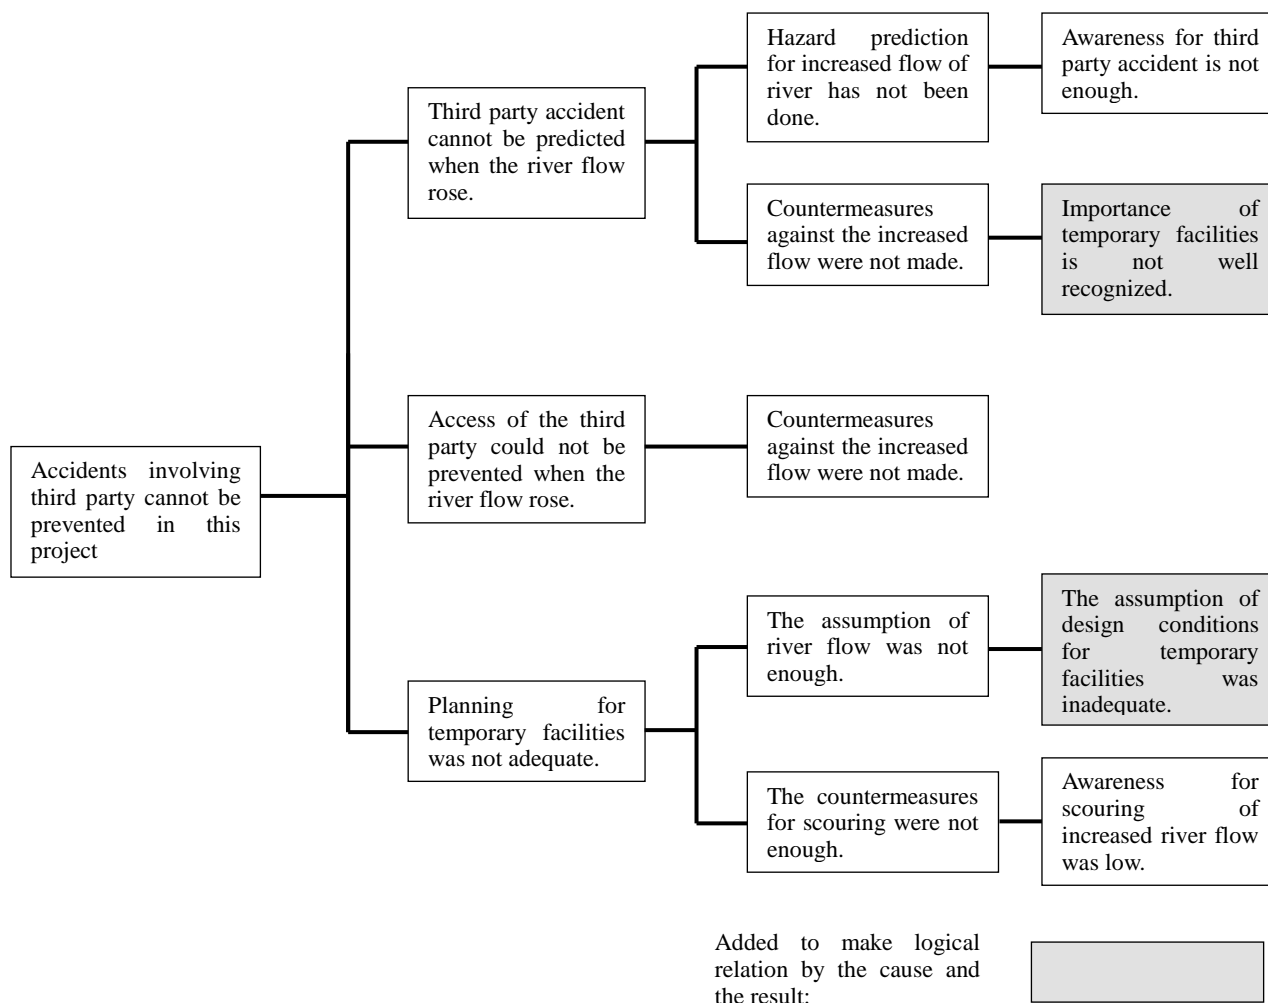 Hazard prediction
for increased flow of
river has not been
done.
Awareness for third
party accident is not
enough.
Third party accident
cannot be predicted
when the river flow
rose.
Countermeasures
against the increased
flow were not made.
Importance of
temporary facilities
is not well
recognized.
Access of the third
party could not be
prevented when the
river flow rose.
Countermeasures
against the increased
flow were not made.
Accidents involving
third party cannot be
prevented in this
project
The assumption of
river flow was not
enough.
The assumption of
design conditions
for temporary
facilities was
inadequate.
Planning for
temporary facilities
was not adequate.
The countermeasures
for scouring were not
enough.
Awareness for
scouring of
increased river flow
was low.
Added to make logical
relation by the cause and
the result: